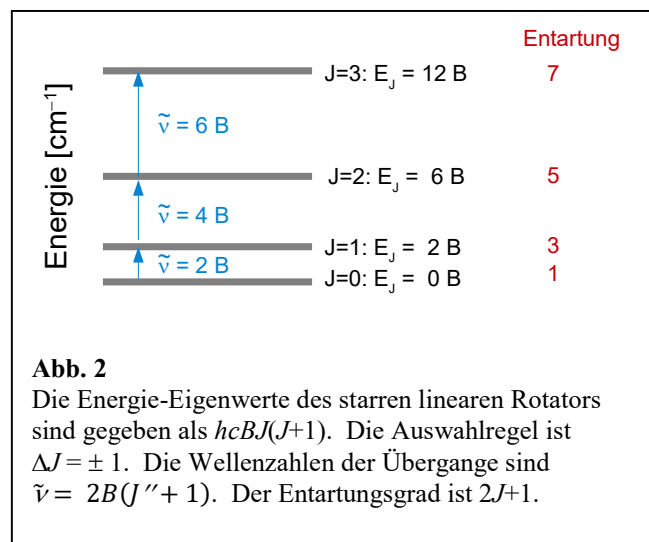 Entartung
J=3: E_J = 12 B 7
ṽ = 6 B
J=2: E_J = 6 B 5
ṽ = 4 B
J=1: E_J = 2 B 3
ṽ = 2 B
J=0: E_J = 0 B 1
Energie [cm⁻¹]
Abb. 2
Die Energie-Eigenwerte des starren linearen Rotators
sind gegeben als hcBJ(J+1). Die Auswahlregel ist
ΔJ = ± 1. Die Wellenzahlen der Übergange sind
ṽ = 2B(J″ + 1). Der Entartungsgrad ist 2J+1.